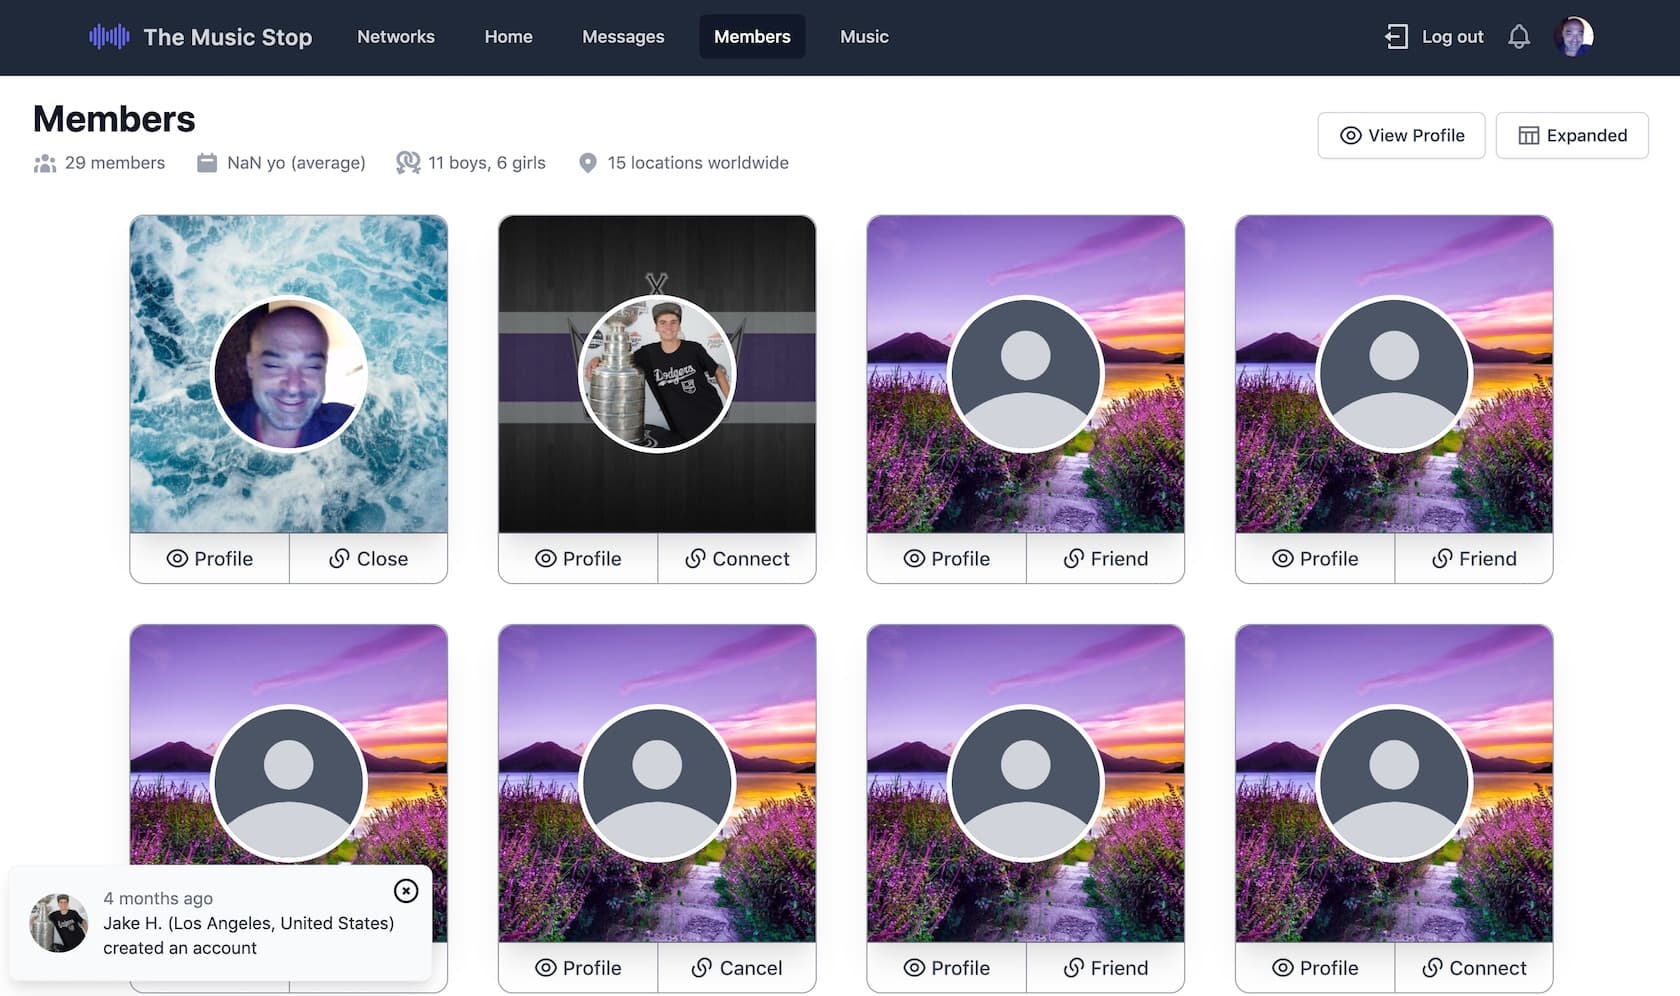 The Music Stop Networks Home Messages Members Music Log out
Members
View Profile Expanded
29 members NaN yo (average) 11 boys, 6 girls 15 locations worldwide
X
Dodgers
Profile Close Profile Connect Profile Friend Profile Friend
4 months ago
Jake H. (Los Angeles, United States)
created an account
Profile Cancel Profile Friend Profile Connect